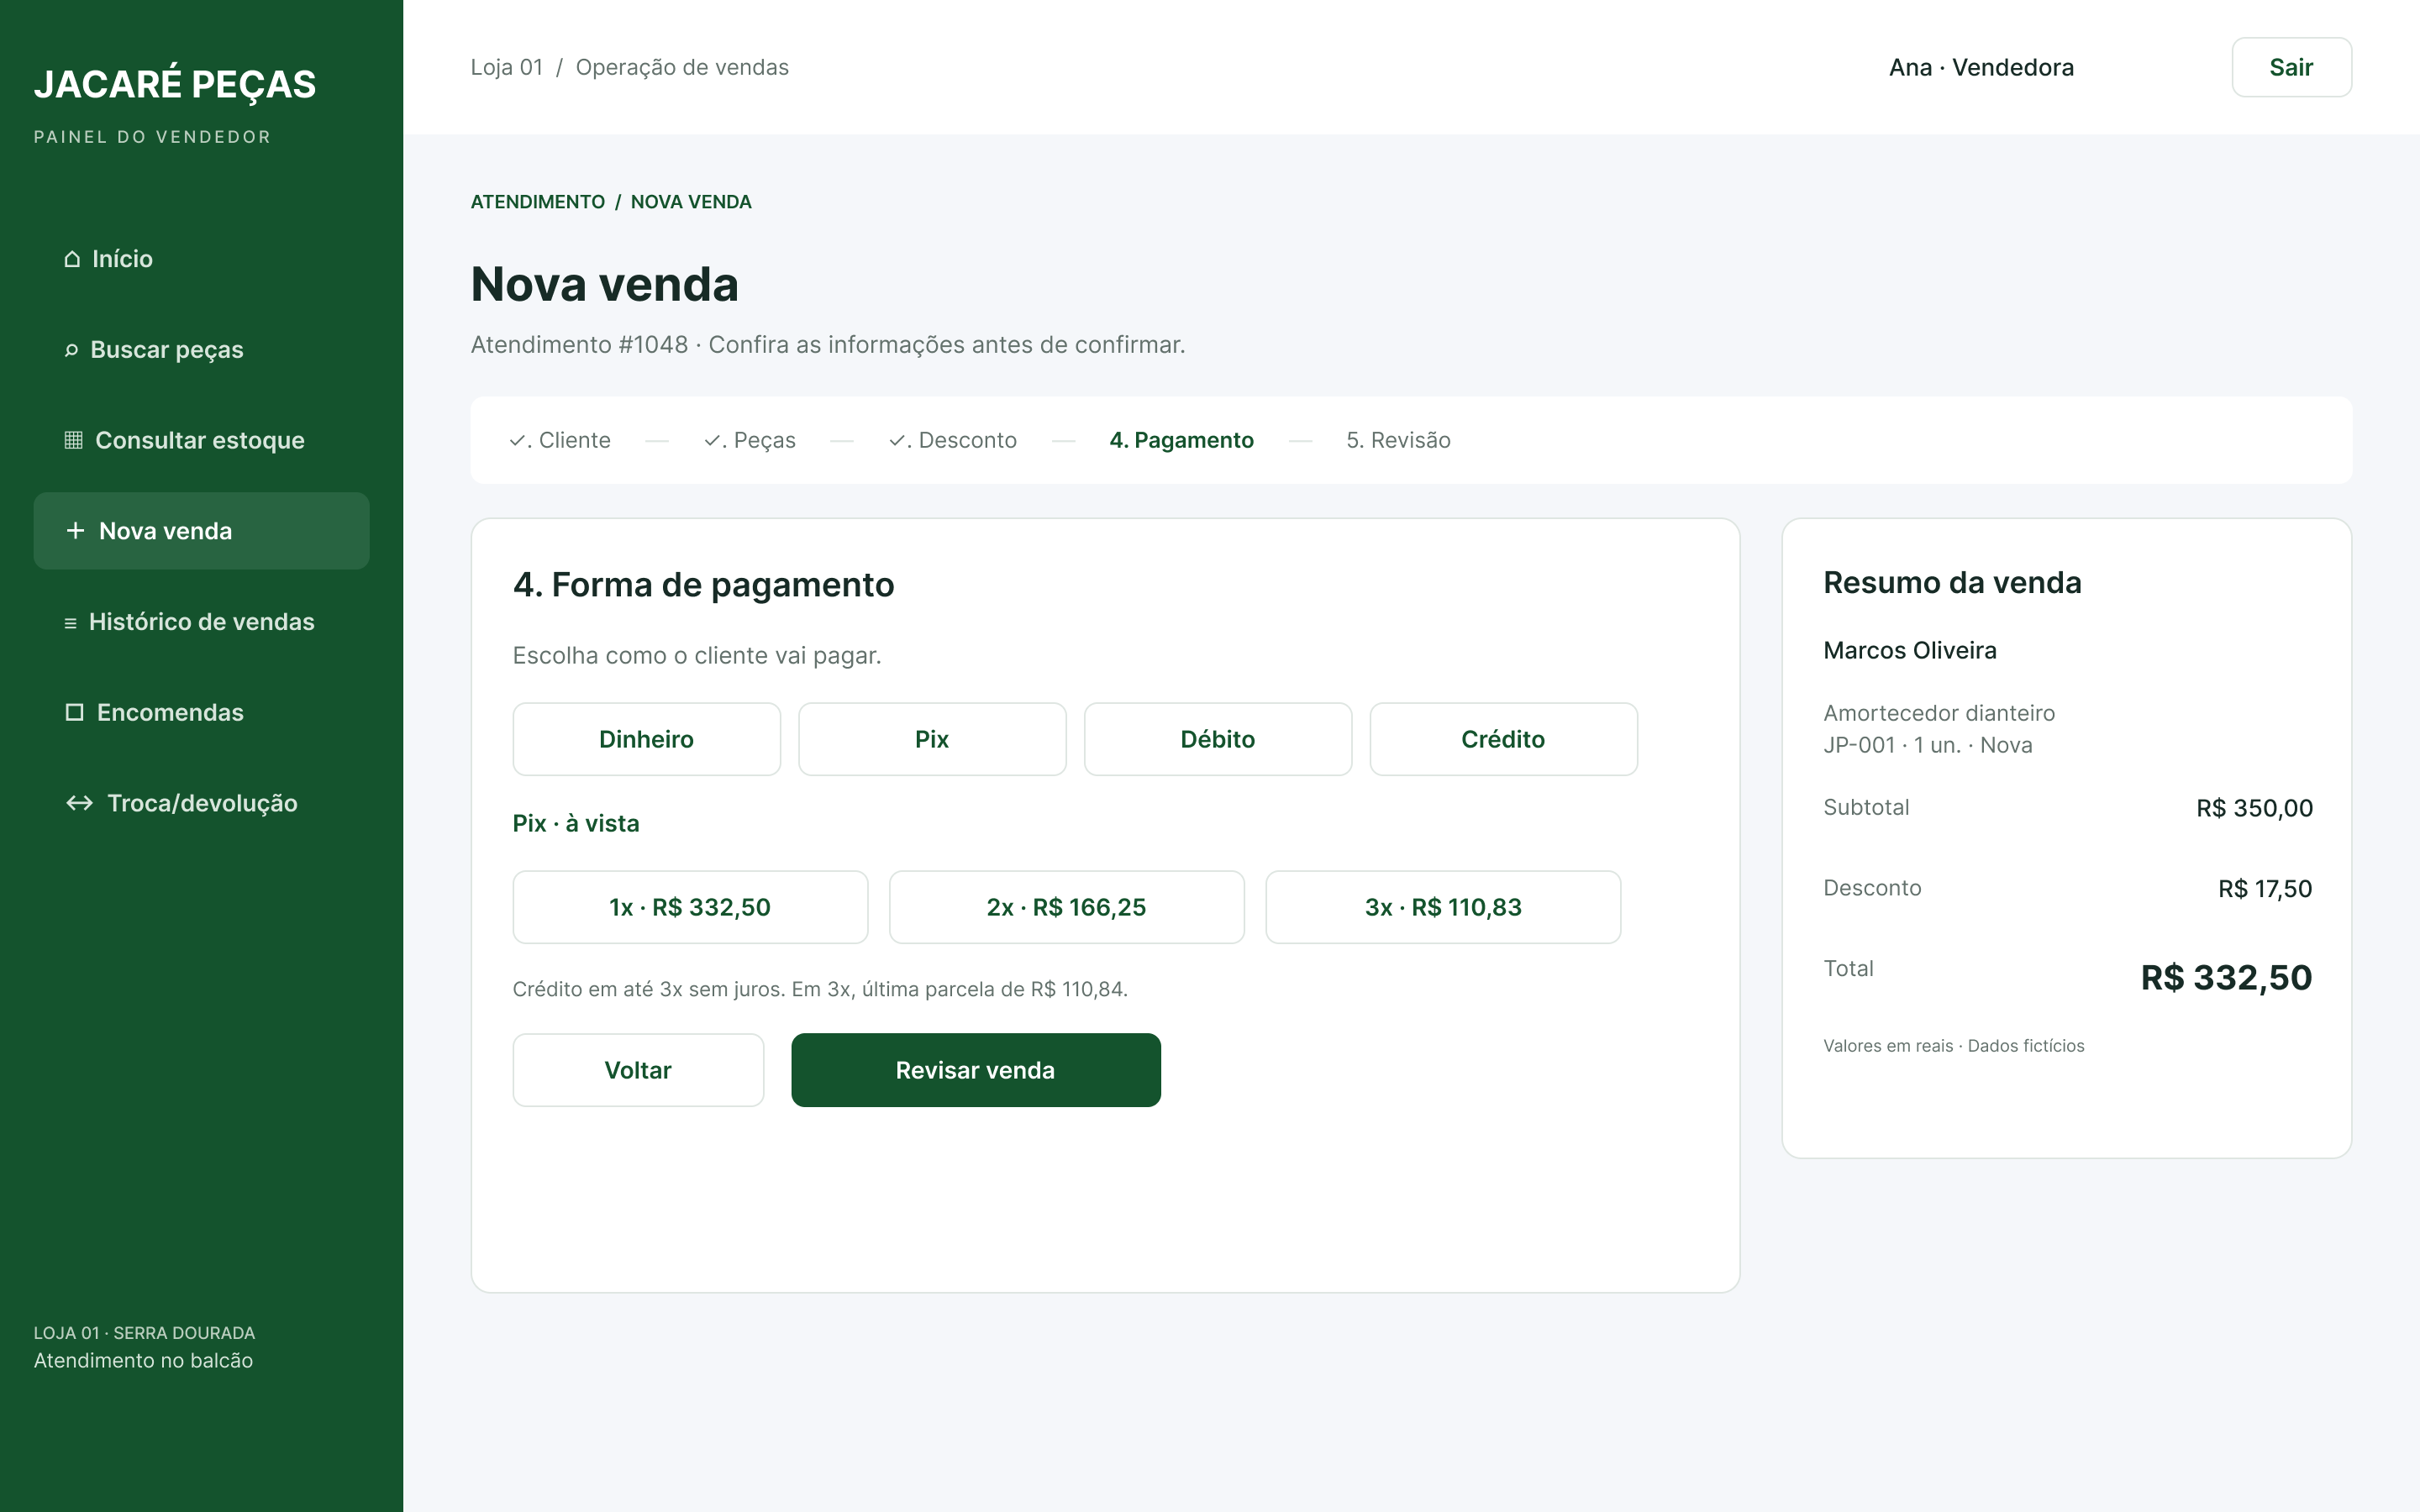 JACARÉ PEÇAS
PAINEL DO VENDEDOR
⌂ Início
⌕ Buscar peças
▦ Consultar estoque
+ Nova venda
≡ Histórico de vendas
□ Encomendas
↔ Troca/devolução
LOJA 01 · SERRA DOURADA
Atendimento no balcão
Loja 01 / Operação de vendas
Ana · Vendedora
Sair
ATENDIMENTO / NOVA VENDA
Nova venda
Atendimento #1048 · Confira as informações antes de confirmar.
✓. Cliente — ✓. Peças — ✓. Desconto — 4. Pagamento — 5. Revisão
4. Forma de pagamento
Escolha como o cliente vai pagar.
Dinheiro
Pix
Débito
Crédito
Pix · à vista
1x · R$ 332,50
2x · R$ 166,25
3x · R$ 110,83
Crédito em até 3x sem juros. Em 3x, última parcela de R$ 110,84.
Voltar
Revisar venda
Resumo da venda
Marcos Oliveira
Amortecedor dianteiro
JP-001 · 1 un. · Nova
Subtotal R$ 350,00
Desconto R$ 17,50
Total R$ 332,50
Valores em reais · Dados fictícios